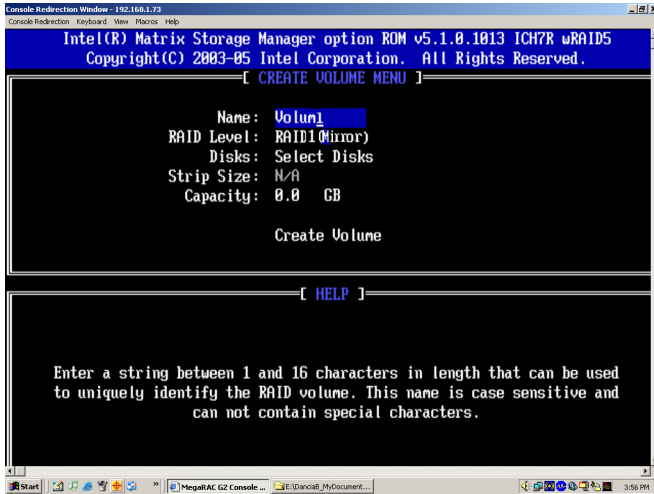 Console Redirection Window - 192.168.1.73
Console Redirection Keyboard View Macros Help
Intel(R) Matrix Storage Manager option ROM v5.1.0.1013 ICH7R wRAID5
Copyright(C) 2003-05 Intel Corporation. All Rights Reserved.
[ CREATE VOLUME MENU ]
Name: Volum1
RAID Level: RAID1(Mirror)
Disks: Select Disks
Strip Size: N/A
Capacity: 0.0 GB
Create Volume
[ HELP ]
Enter a string between 1 and 16 characters in length that can be used
to uniquely identify the RAID volume. This name is case sensitive and
can not contain special characters.
Start » MegaRAC G2 Console ... E:\DanciaB_MyDocument... 3:56 PM